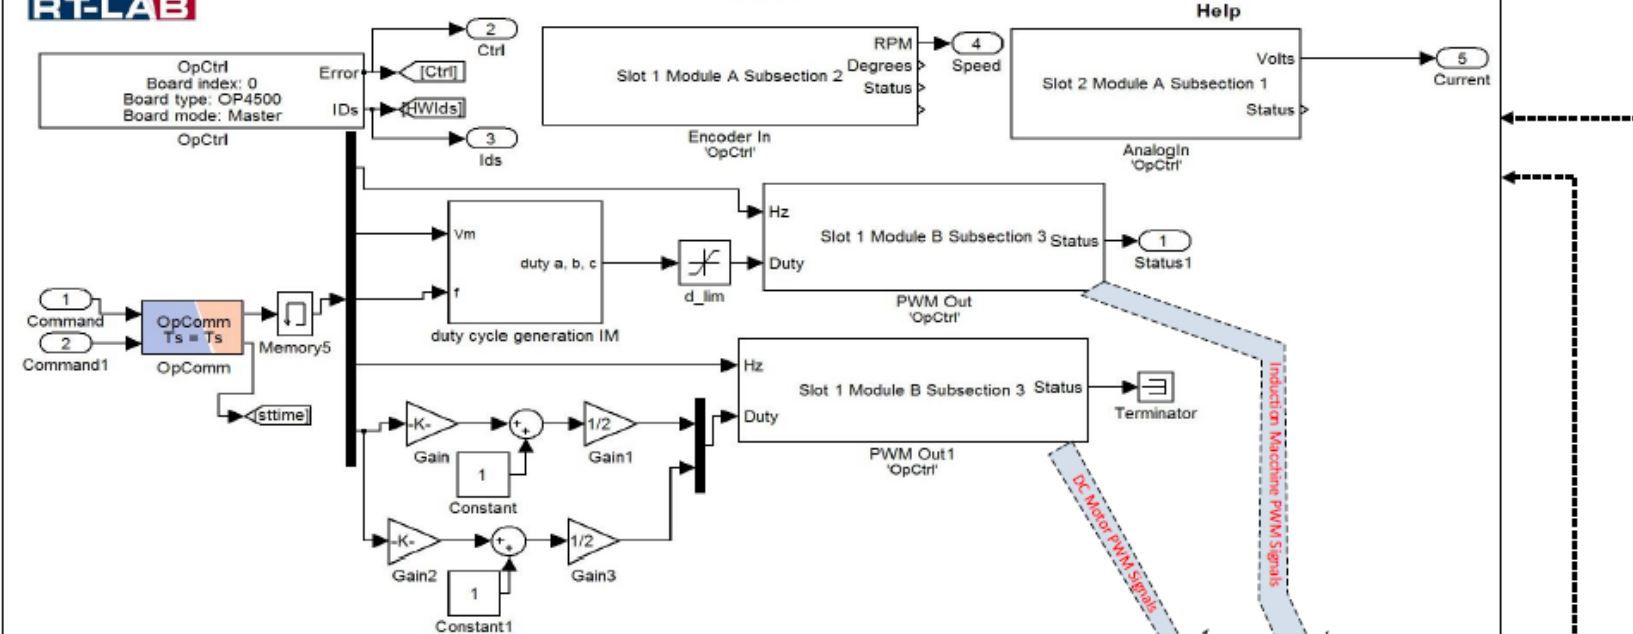 RT-LAB
Help
OpCtrl
Board index: 0
Board type: OP4500
Board mode: Master
Error
IDs
OpCtrl
2
Ctrl
[Ctrl]
[HWIds]
3
Ids
Slot 1 Module A Subsection 2
RPM
Degrees
Status
Encoder In
'OpCtrl'
4
Speed
Slot 2 Module A Subsection 1
Volts
Status
AnalogIn
'OpCtrl'
5
Current
Vm
f
duty a, b, c
duty cycle generation IM
d_lim
Hz
Duty
Slot 1 Module B Subsection 3
Status
PWM Out
'OpCtrl'
1
Status1
1
Command
2
Command1
OpComm
Ts = Ts
OpComm
Memory5
[sttime]
Hz
Duty
Slot 1 Module B Subsection 3
Status
PWM Out1
'OpCtrl'
Terminator
-K-
Gain
1
Constant
1/2
Gain1
-K-
Gain2
1
Constant1
1/2
Gain3
DC Motor PWM Signals
Induction Macchine PWM Signals